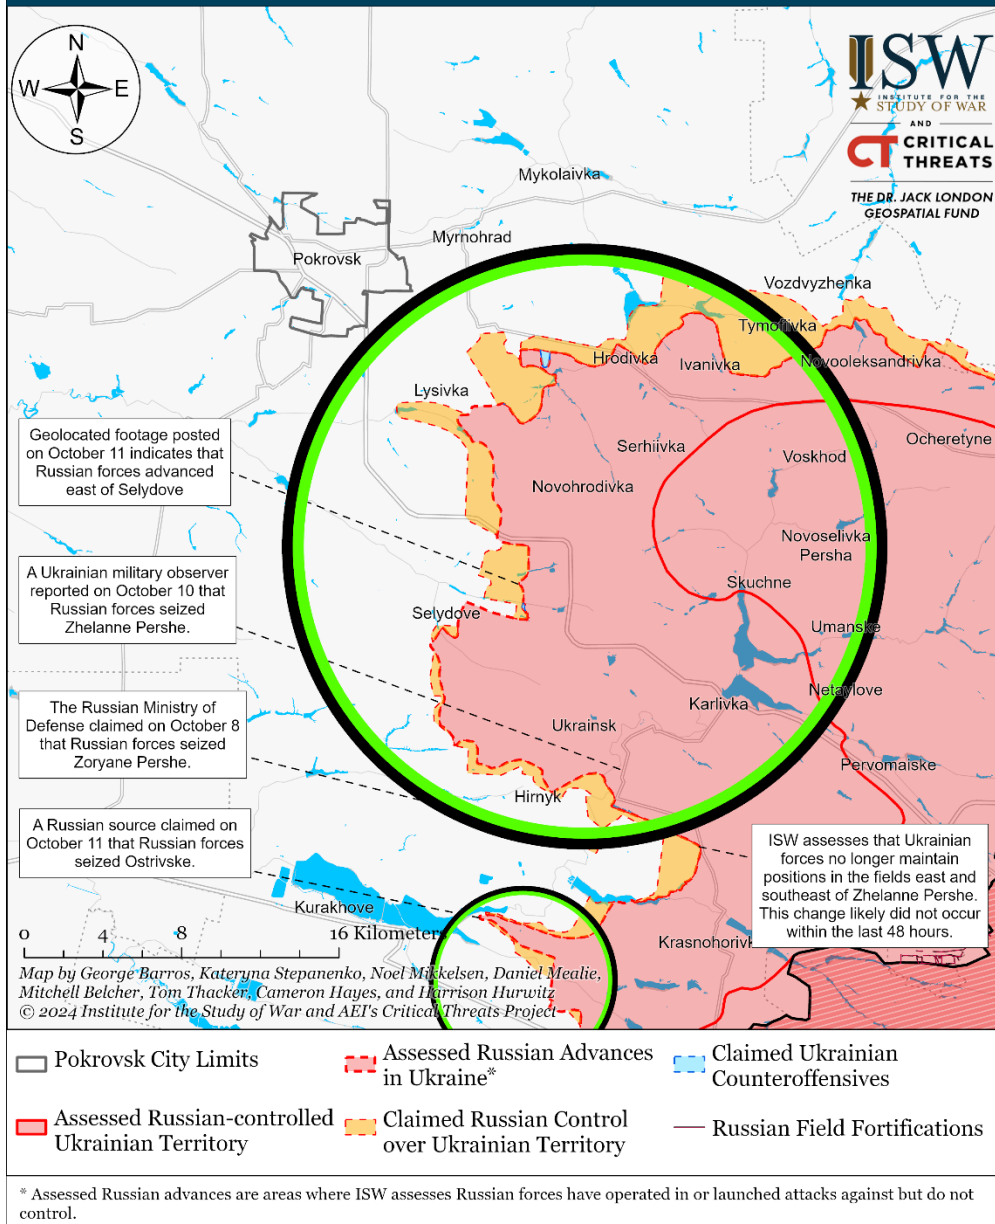 N
W
E
S
ISW
INSTITUTE FOR THE
STUDY OF WAR
AND
CT CRITICAL
THREATS
THE DR. JACK LONDON
GEOSPATIAL FUND
Mykolaivka
Myrnohrad
Pokrovsk
Vozdvyzhenka
Tymofiivka
Hrodivka
Ivanivka
Novooleksandrivka
Lysivka
Geolocated footage posted
on October 11 indicates that
Russian forces advanced
east of Selydove
Serhiivka
Ocheretyne
Voskhod
Novohrodivka
Novoselivka
Persha
A Ukrainian military observer
reported on October 10 that
Russian forces seized
Zhelanne Pershe.
Skuchne
Selydove
Umanske
The Russian Ministry of
Defense claimed on October 8
that Russian forces seized
Zoryane Pershe.
Netaylove
Karlivka
Ukrainsk
Pervomaiske
Hirnyk
A Russian source claimed on
October 11 that Russian forces
seized Ostrivske.
ISW assesses that Ukrainian
forces no longer maintain
positions in the fields east and
southeast of Zhelanne Pershe.
This change likely did not occur
within the last 48 hours.
Kurakhove
Krasnohoriv
0 4 8 16 Kilometers
Map by George Barros, Kateryna Stepanenko, Noel Mikkelsen, Daniel Mealie,
Mitchell Belcher, Tom Thacker, Cameron Hayes, and Harrison Hurwitz
© 2024 Institute for the Study of War and AEI's Critical Threats Project
Pokrovsk City Limits
Assessed Russian Advances
in Ukraine*
Claimed Ukrainian
Counteroffensives
Assessed Russian-controlled
Ukrainian Territory
Claimed Russian Control
over Ukrainian Territory
Russian Field Fortifications
* Assessed Russian advances are areas where ISW assesses Russian forces have operated in or launched attacks against but do not
control.